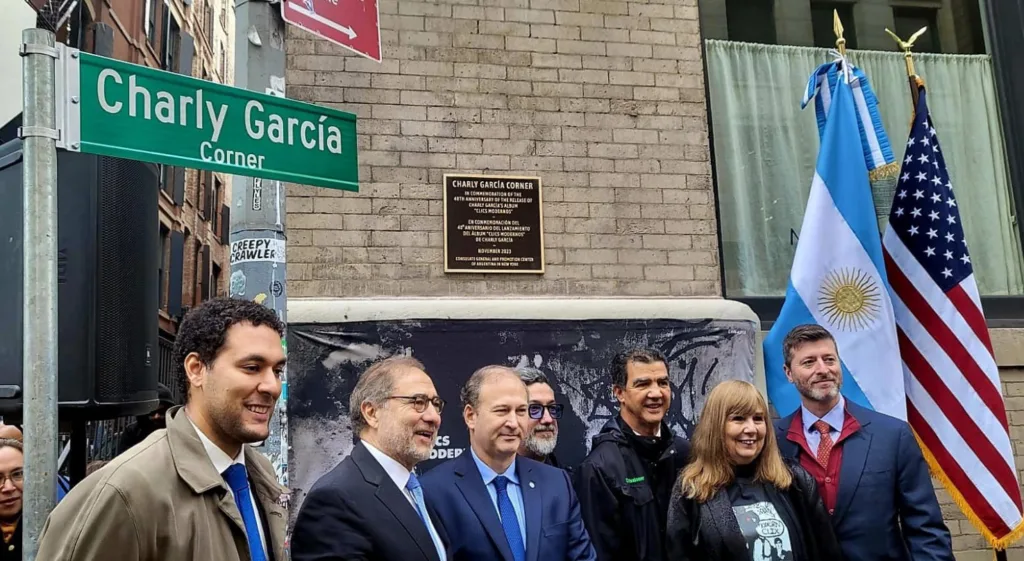 Charly García
Corner
CREEPY
CRAWLER
CHARLY GARCÍA CORNER
IN COMMEMORATION OF THE
40TH ANNIVERSARY OF THE RELEASE OF
CHARLY GARCÍA'S ALBUM
"CLICS MODERNOS"
EN CONMEMORACIÓN DEL
40° ANIVERSARIO DEL LANZAMIENTO
DEL ÁLBUM "CLICS MODERNOS"
DE CHARLY GARCÍA
NOVEMBER 2023
CONSULATE GENERAL AND PROMOTION CENTER
OF ARGENTINA IN NEW YORK